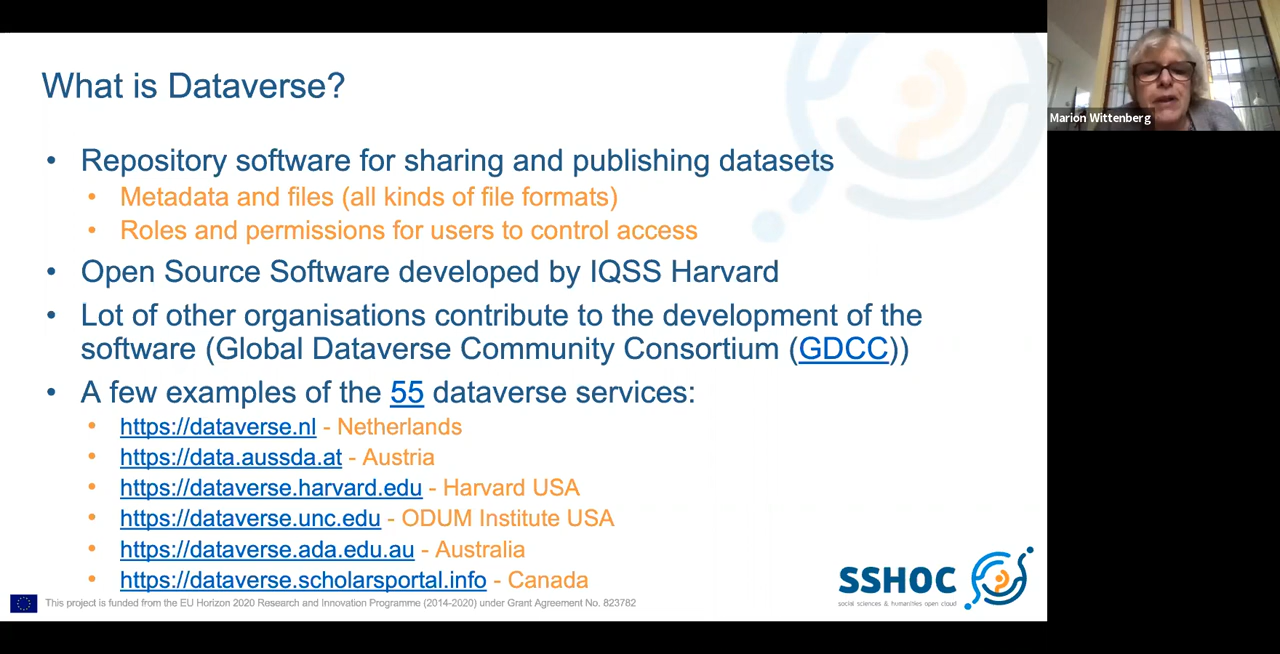 What is Dataverse?
Marion Wittenberg
• Repository software for sharing and publishing datasets
• Metadata and files (all kinds of file formats)
• Roles and permissions for users to control access
• Open Source Software developed by IQSS Harvard
• Lot of other organisations contribute to the development of the
software (Global Dataverse Community Consortium (GDCC))
• A few examples of the 55 dataverse services:
• https://dataverse.nl - Netherlands
• https://data.aussda.at - Austria
• https://dataverse.harvard.edu - Harvard USA
• https://dataverse.unc.edu - ODUM Institute USA
• https://dataverse.ada.edu.au - Australia
• https://dataverse.scholarsportal.info - Canada
SSHOC
social sciences & humanities open cloud
This project is funded from the EU Horizon 2020 Research and Innovation Programme (2014-2020) under Grant Agreement No. 823782